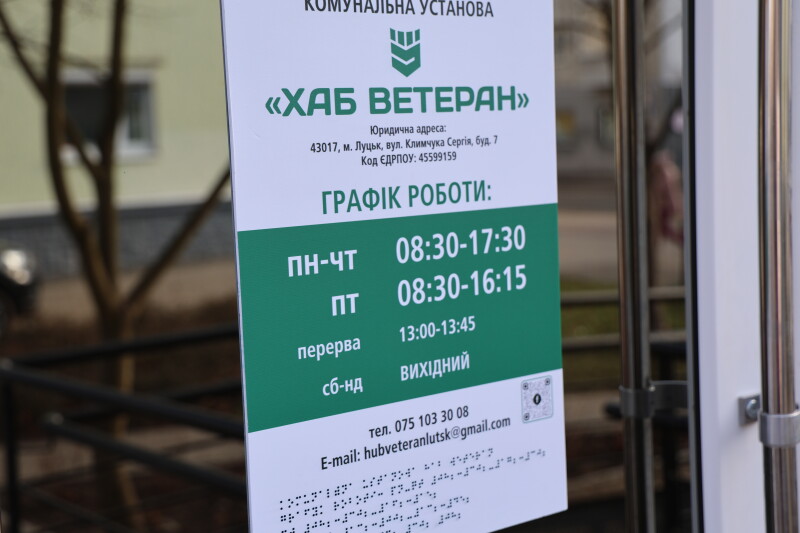 КОМУНАЛЬНА УСТАНОВА
«ХАБ ВЕТЕРАН»
Юридична адреса:
43017, м. Луцьк, вул. Климчука Сергія, буд. 7
Код ЄДРПОУ: 45599159
ГРАФІК РОБОТИ:
ПН-ЧТ 08:30-17:30
ПТ 08:30-16:15
перерва 13:00-13:45
сб-нд ВИХІДНИЙ
тел. 075 103 30 08
E-mail: hubveteranlutsk@gmail.com